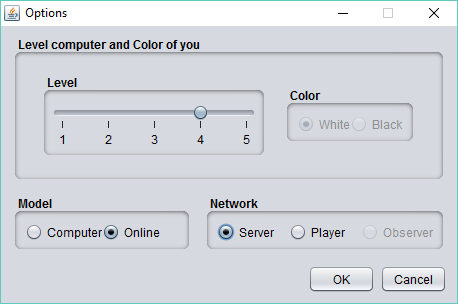 Options
Level computer and Color of you
Level
1 2 3 4 5
Color
White Black
Model
Computer Online
Network
Server Player Observer
OK Cancel